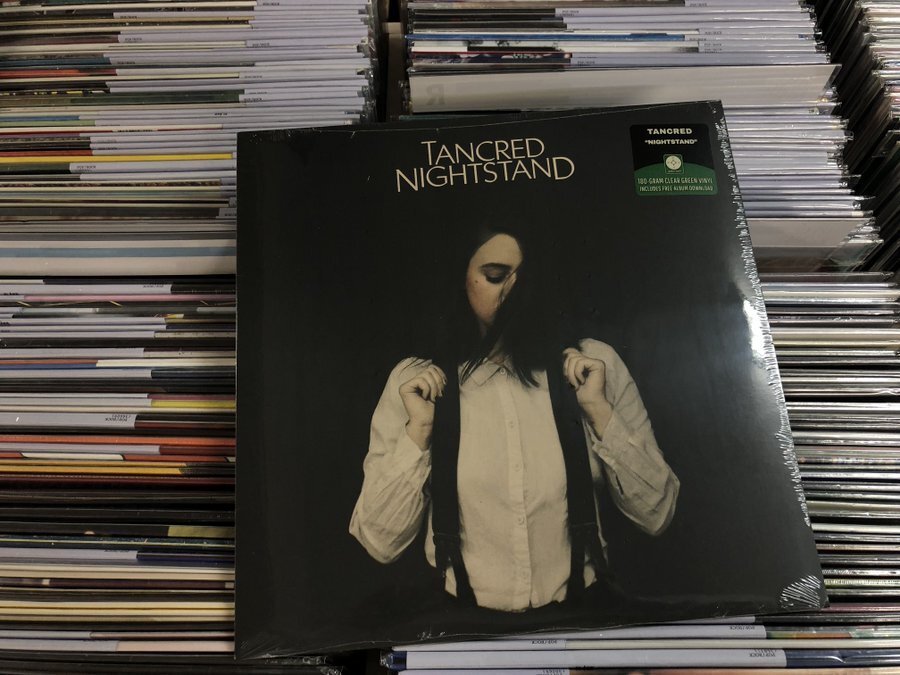 TANCRED
NIGHTSTAND
TANCRED
"NIGHTSTAND"
180-GRAM CLEAR GREEN VINYL
INCLUDES FREE ALBUM DOWNLOAD